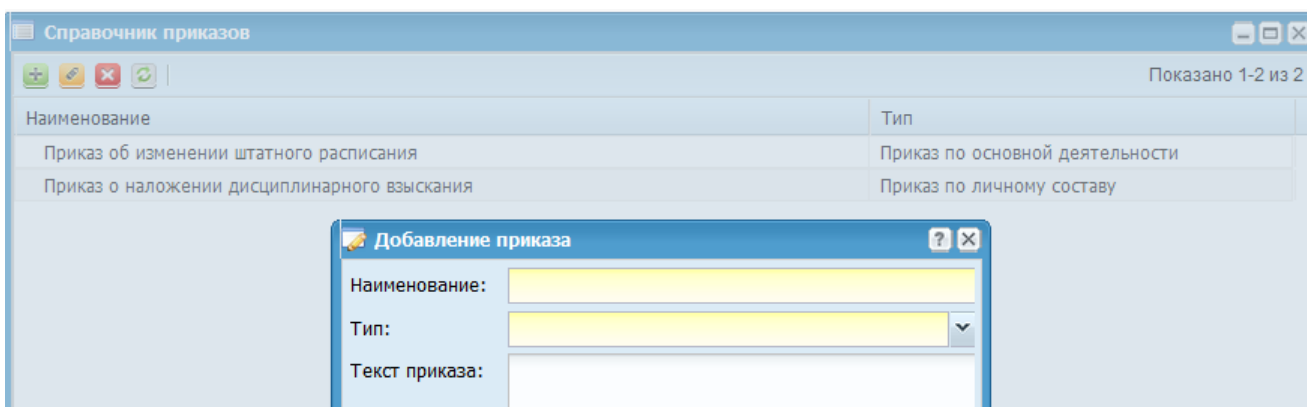 Справочник приказов
Показано 1-2 из 2
Наименование Тип
Приказ об изменении штатного расписания Приказ по основной деятельности
Приказ о наложении дисциплинарного взыскания Приказ по личному составу
Добавление приказа
Наименование:
Тип:
Текст приказа: